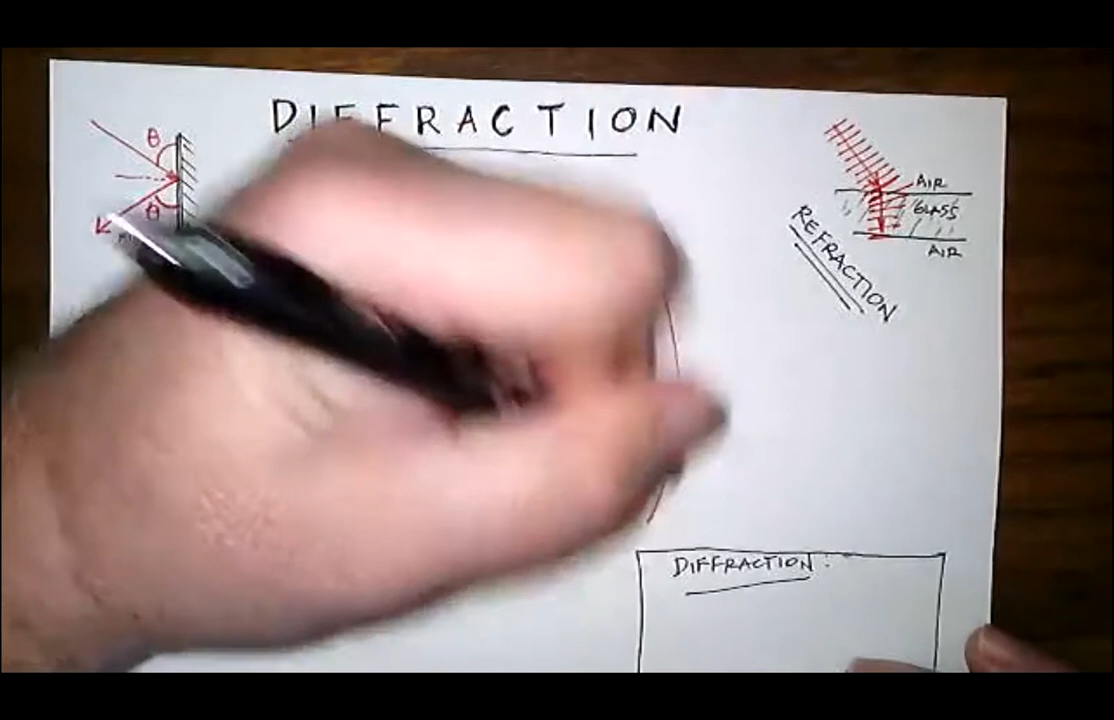 DIFFRACTION
θ
θ
AIR
GLASS
AIR
REFRACTION
DIFFRACTION: